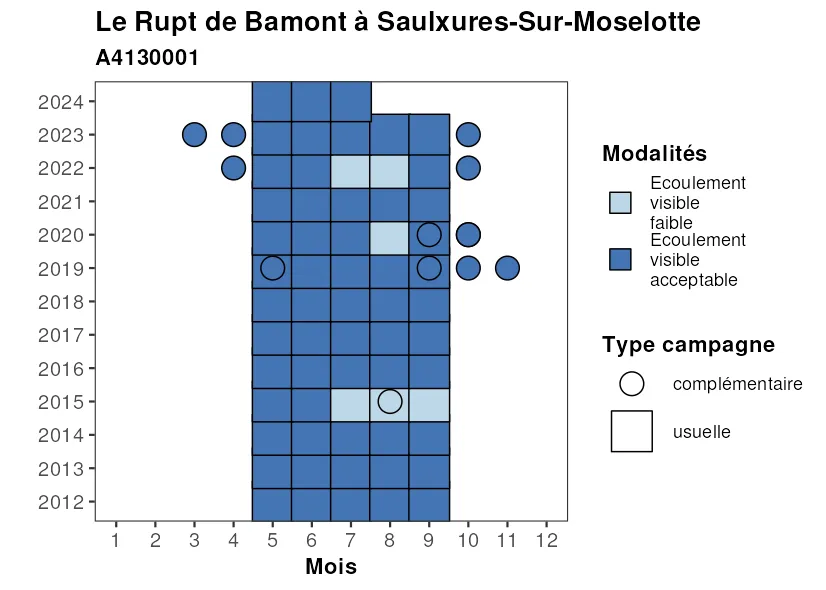 Le Rupt de Bamont à Saulxures-Sur-Moselotte
A4130001
2024
2023
2022
2021
2020
2019
2018
2017
2016
2015
2014
2013
2012
1 2 3 4 5 6 7 8 9 10 11 12
Mois
Modalités
Ecoulement
visible
faible
Ecoulement
visible
acceptable
Type campagne
complémentaire
usuelle